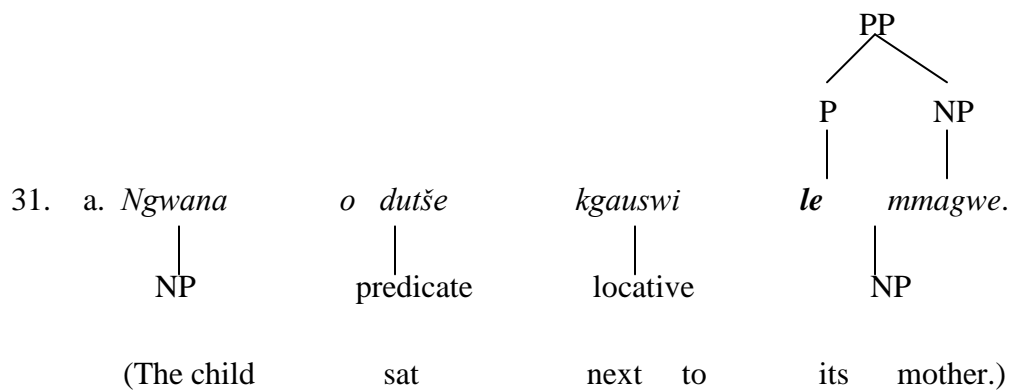 PP
P NP
31. a. Ngwana o dutše kgauswi le mmagwe.
NP predicate locative NP
(The child sat next to its mother.)